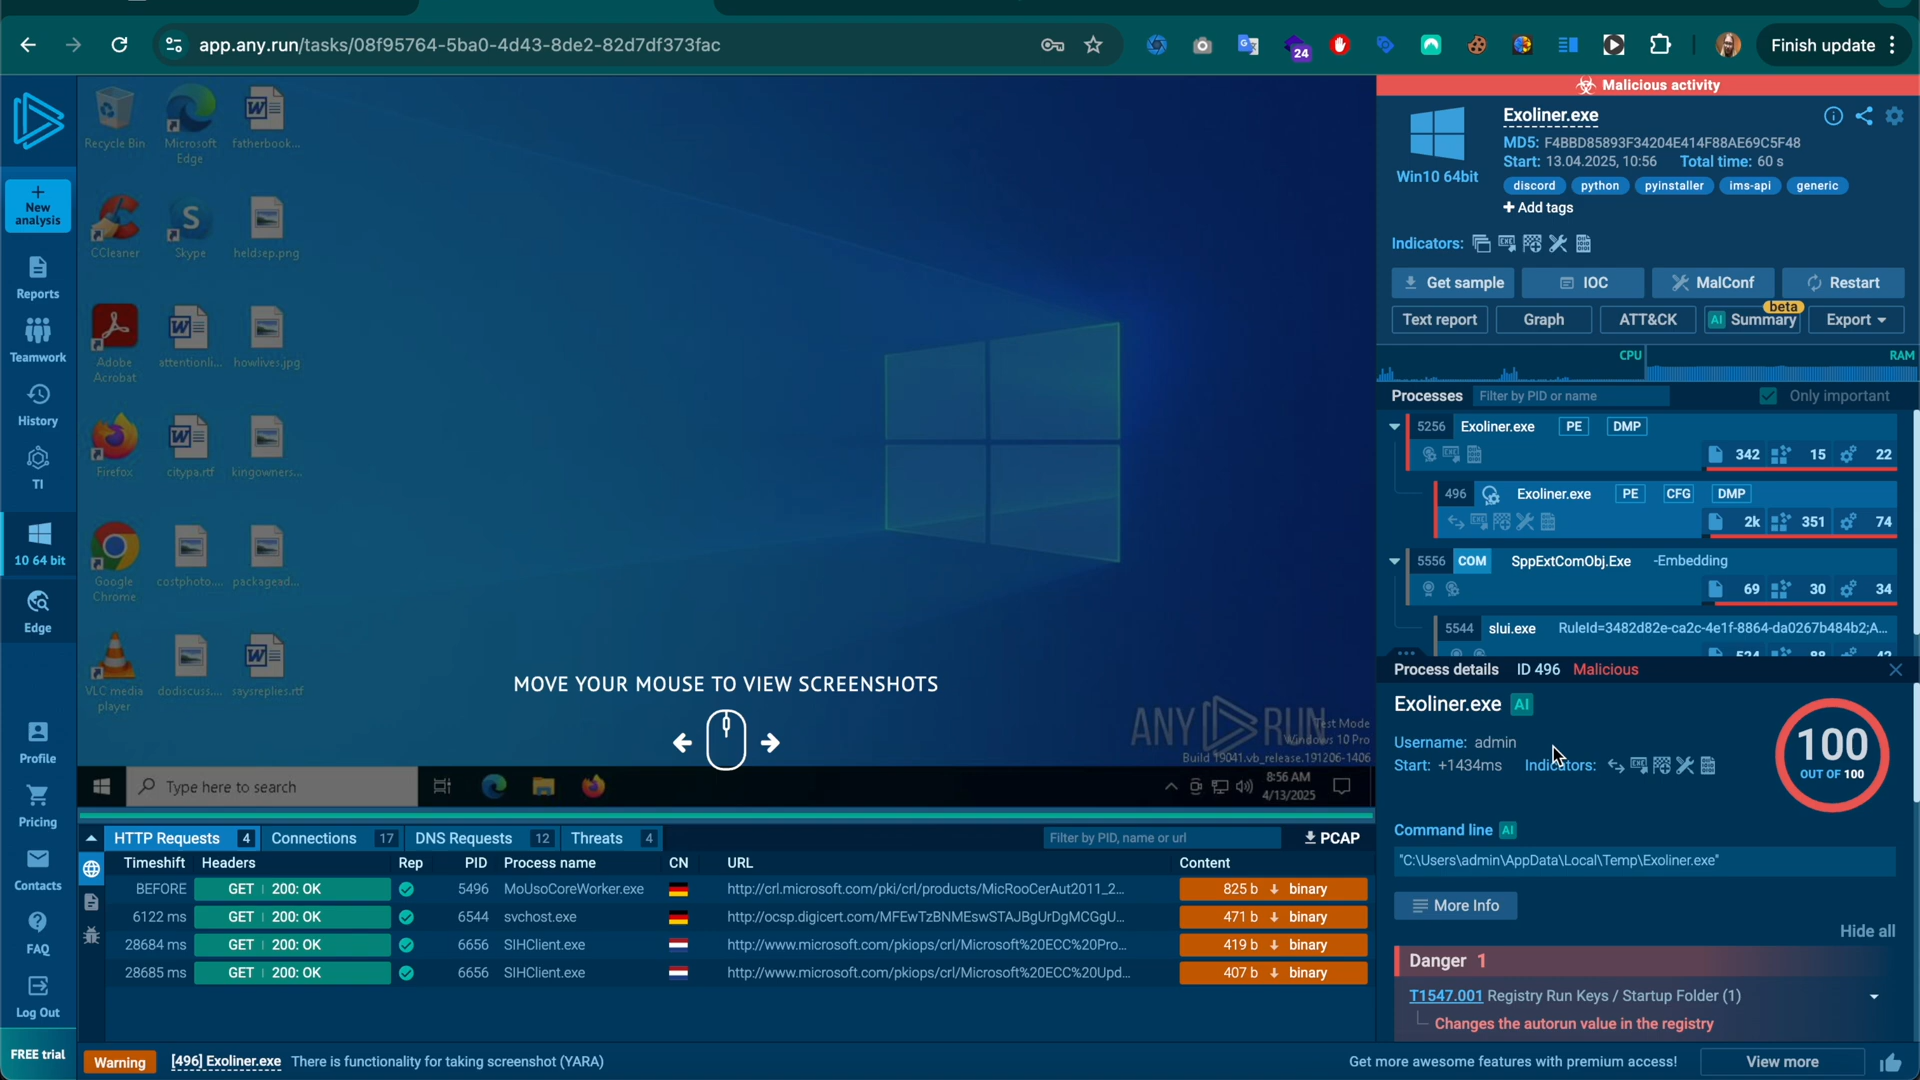 app.any.run/tasks/08f95764-5ba0-4d43-8de2-82d7df373fac
24
Finish update
New analysis
Reports
Teamwork
History
TI
10 64 bit
Edge
Profile
Pricing
Contacts
FAQ
Log Out
FREE trial
Recycle Bin
Microsoft Edge
fatherbook...
CCleaner
Skype
heldsep.png
Adobe Acrobat
attentionli...
howlives.jpg
Firefox
citypa.rtf
kingowners...
Google Chrome
costphoto....
packagead...
VLC media player
dodiscuss....
saysreplies.rtf
MOVE YOUR MOUSE TO VIEW SCREENSHOTS
ANY RUN
Test Mode
Windows 10 Pro
Build 19041.vb_release.191206-1406
Type here to search
8:56 AM
4/13/2025
HTTP Requests 4
Connections 17
DNS Requests 12
Threats 4
Filter by PID, name or url
PCAP
Timeshift Headers Rep PID Process name CN URL Content
BEFORE GET 200: OK 5496 MoUsoCoreWorker.exe http://crl.microsoft.com/pki/crl/products/MicRooCerAut2011_2... 825 b binary
6122 ms GET 200: OK 6544 svchost.exe http://ocsp.digicert.com/MFEwTzBNMEswSTAJBgUrDgMCGgU... 471 b binary
28684 ms GET 200: OK 6656 SIHClient.exe http://www.microsoft.com/pkiops/crl/Microsoft%20ECC%20Pro... 419 b binary
28685 ms GET 200: OK 6656 SIHClient.exe http://www.microsoft.com/pkiops/crl/Microsoft%20ECC%20Upd... 407 b binary
Warning [496] Exoliner.exe There is functionality for taking screenshot (YARA)
Malicious activity
Win10 64bit
Exoliner.exe
MD5: F4BBD85893F34204E414F88AE69C5F48
Start: 13.04.2025, 10:56 Total time: 60 s
discord python pyinstaller ims-api generic
+ Add tags
Indicators:
Get sample IOC MalConf Restart
beta
Text report Graph ATT&CK AI Summary Export
CPU RAM
Processes Filter by PID or name Only important
5256 Exoliner.exe PE DMP
342 15 22
496 Exoliner.exe PE CFG DMP
2k 351 74
5556 COM SppExtComObj.Exe -Embedding
69 30 34
5544 slui.exe RuleId=3482d82e-ca2c-4e1f-8864-da0267b484b2;A...
Process details ID 496 Malicious
Exoliner.exe AI
Username: admin
Start: +1434ms Indicators:
100
OUT OF 100
Command line AI
"C:\Users\admin\AppData\Local\Temp\Exoliner.exe"
More Info
Hide all
Danger 1
T1547.001 Registry Run Keys / Startup Folder (1)
Changes the autorun value in the registry
Get more awesome features with premium access!
View more